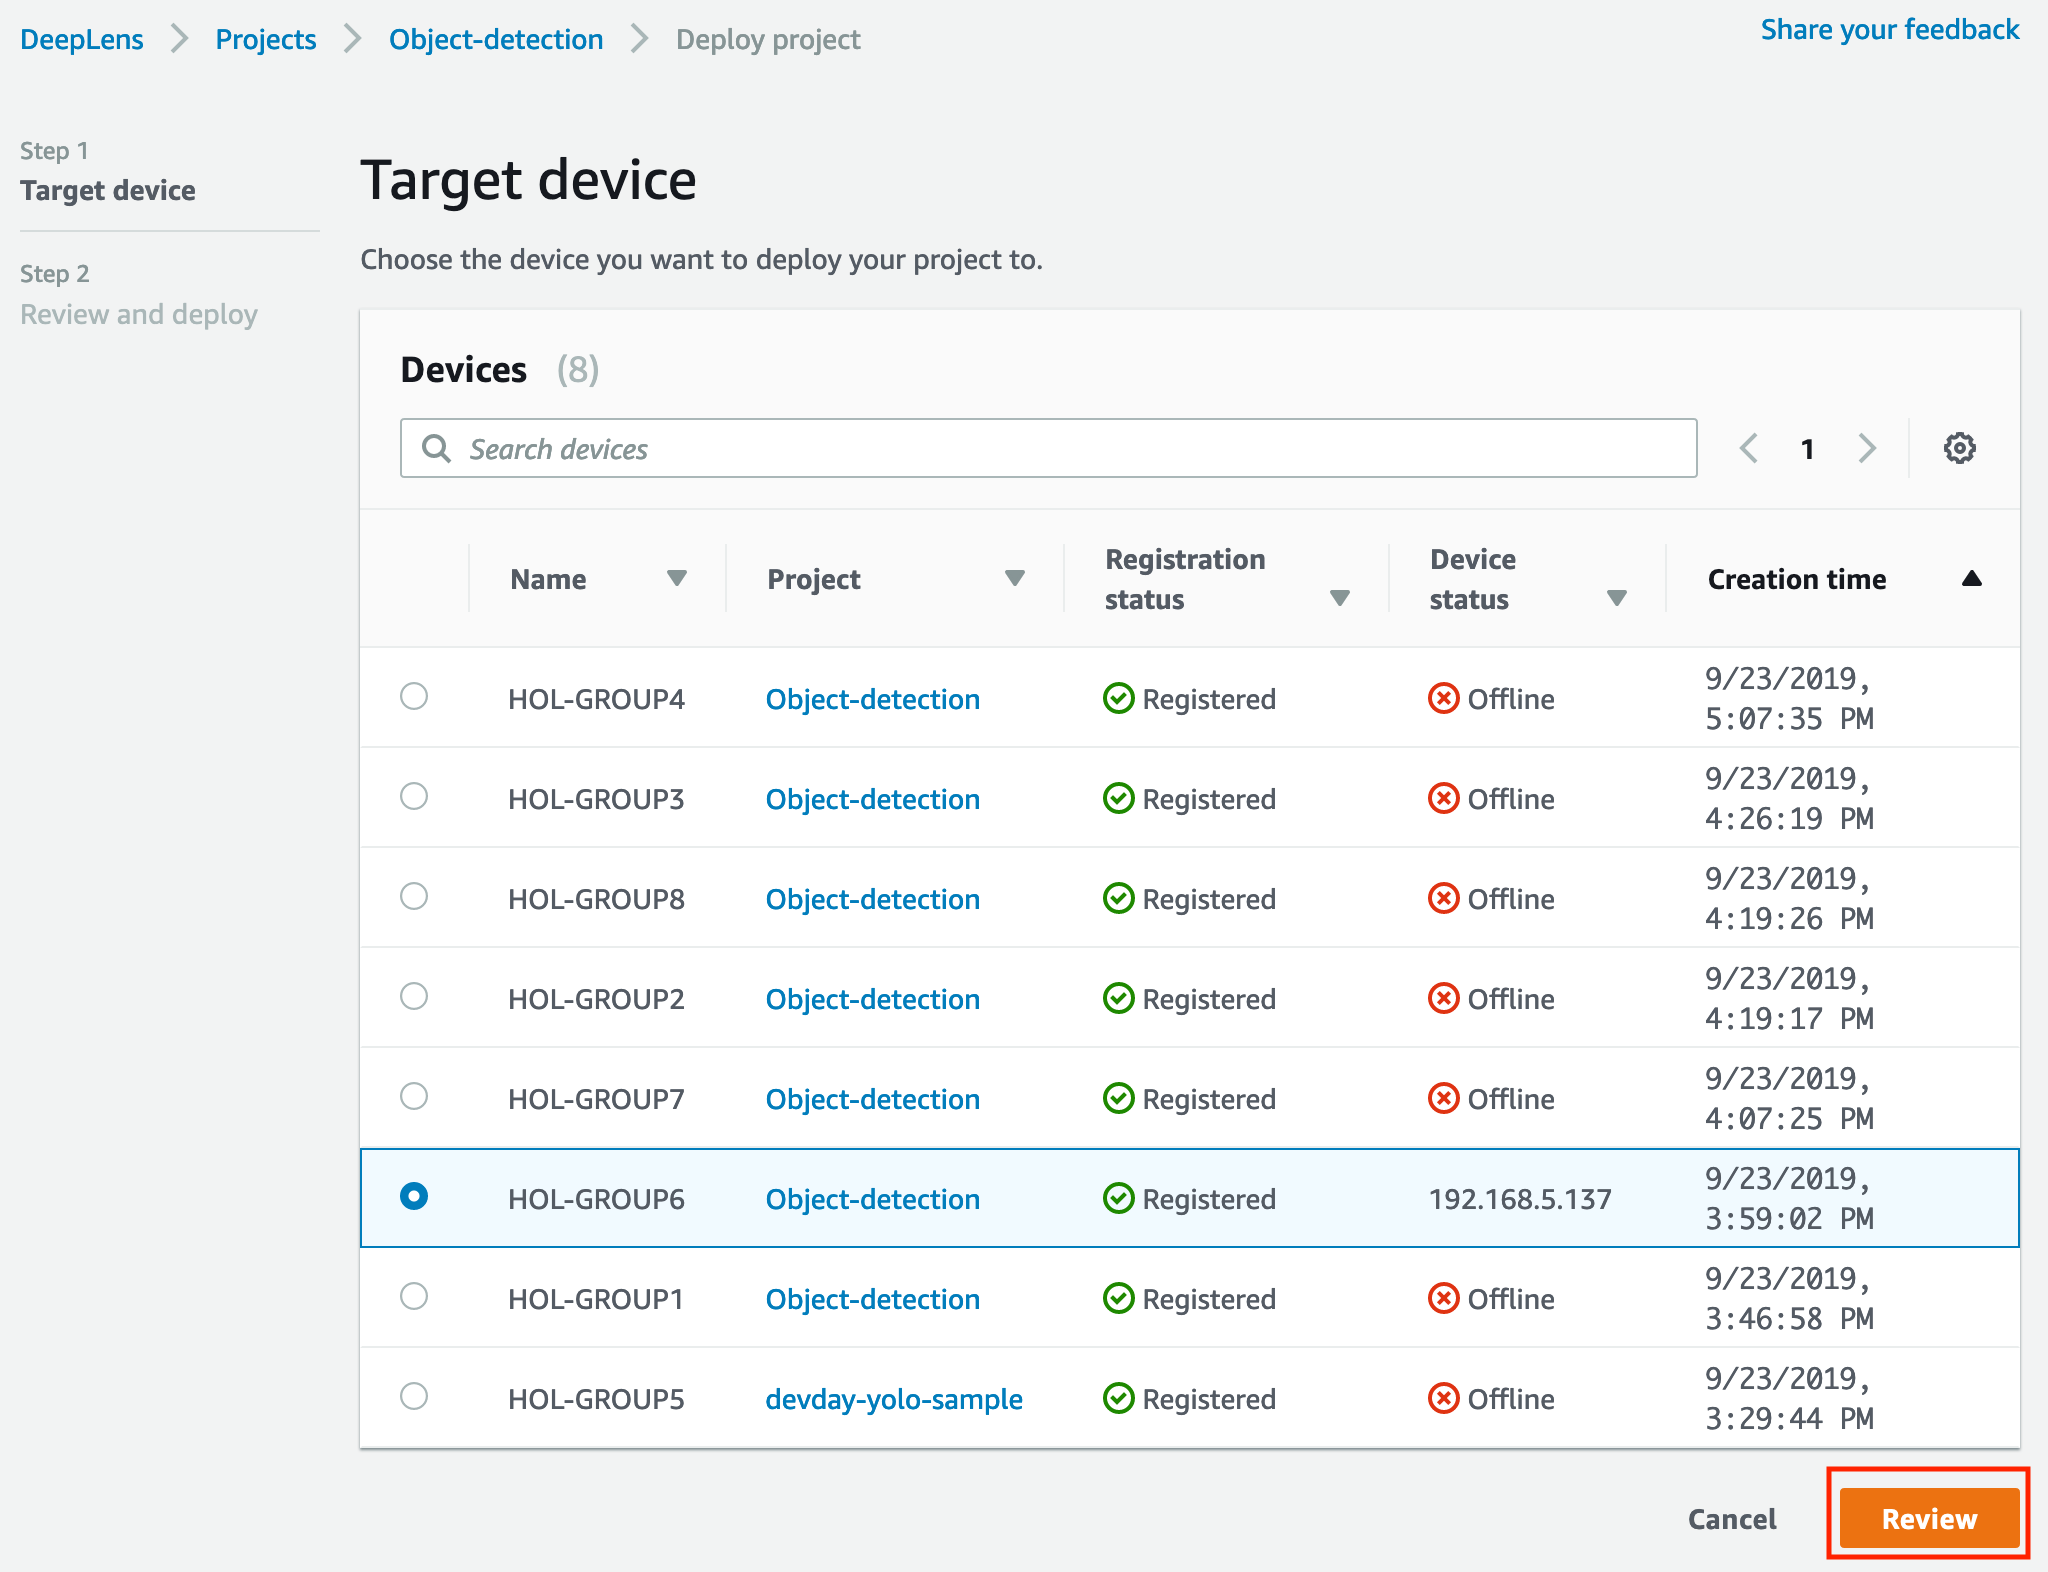 DeepLens Projects Object-detection Deploy project
Share your feedback
Step 1
Target device
Step 2
Review and deploy
Target device
Choose the device you want to deploy your project to.
Devices (8)
Search devices
1
Name Project Registration status Device status Creation time
HOL-GROUP4 Object-detection Registered Offline 9/23/2019, 5:07:35 PM
HOL-GROUP3 Object-detection Registered Offline 9/23/2019, 4:26:19 PM
HOL-GROUP8 Object-detection Registered Offline 9/23/2019, 4:19:26 PM
HOL-GROUP2 Object-detection Registered Offline 9/23/2019, 4:19:17 PM
HOL-GROUP7 Object-detection Registered Offline 9/23/2019, 4:07:25 PM
HOL-GROUP6 Object-detection Registered 192.168.5.137 9/23/2019, 3:59:02 PM
HOL-GROUP1 Object-detection Registered Offline 9/23/2019, 3:46:58 PM
HOL-GROUP5 devday-yolo-sample Registered Offline 9/23/2019, 3:29:44 PM
Cancel Review